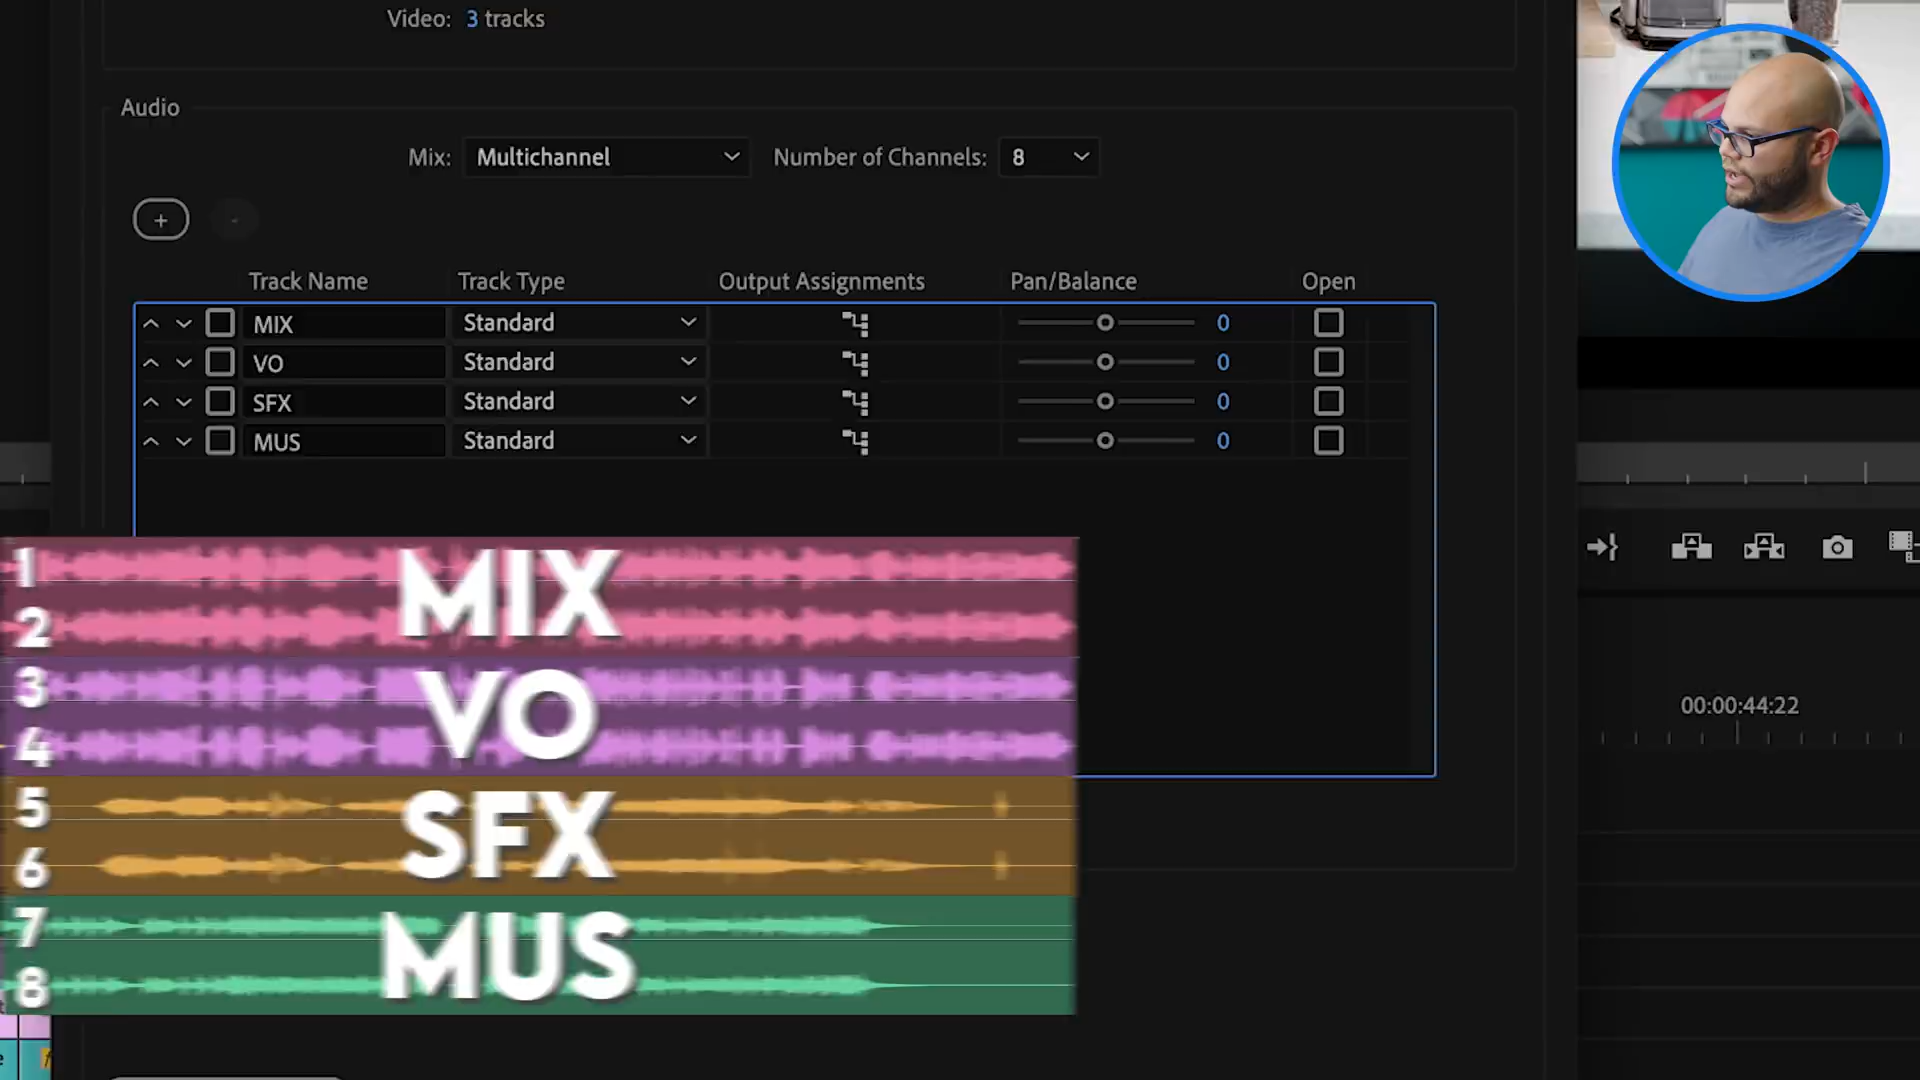 Video: 3 tracks
Audio
Mix: Multichannel Number of Channels: 8
+ -
Track Name Track Type Output Assignments Pan/Balance Open
MIX Standard 0
VO Standard 0
SFX Standard 0
MUS Standard 0
1
MIX
2
3
VO
4
5
SFX
6
7
MUS
8
00:00:44:22